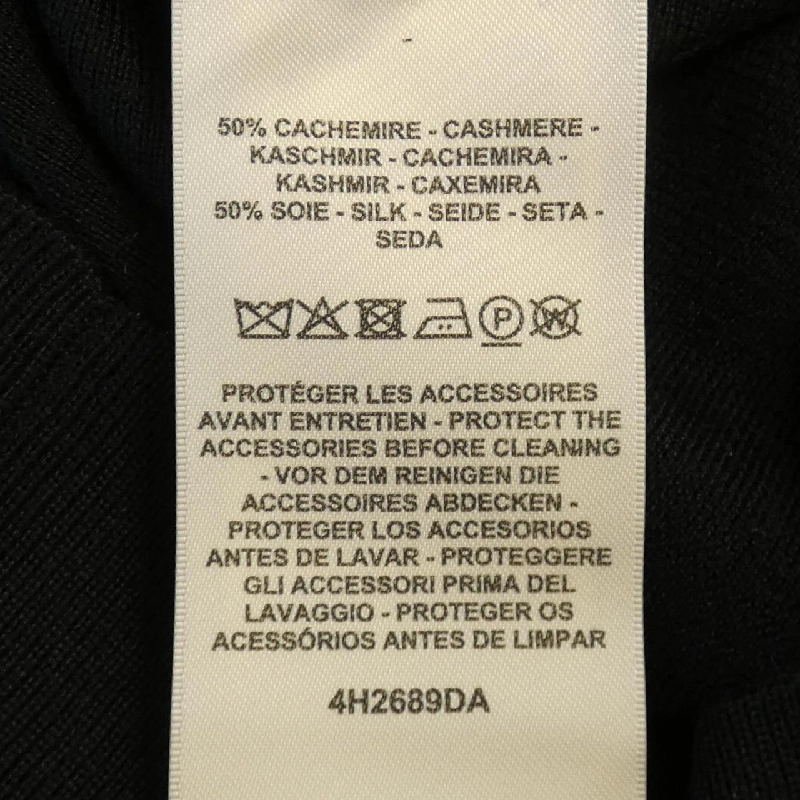 50% CACHEMIRE - CASHMERE -
KASCHMIR - CACHEMIRA -
KASHMIR - CAXEMIRA
50% SOIE - SILK - SEIDE - SETA -
SEDA
P W
PROTÉGER LES ACCESSOIRES
AVANT ENTRETIEN - PROTECT THE
ACCESSORIES BEFORE CLEANING
- VOR DEM REINIGEN DIE
ACCESSOIRES ABDECKEN -
PROTEGER LOS ACCESORIOS
ANTES DE LAVAR - PROTEGGERE
GLI ACCESSORI PRIMA DEL
LAVAGGIO - PROTEGER OS
ACESSÓRIOS ANTES DE LIMPAR
4H2689DA